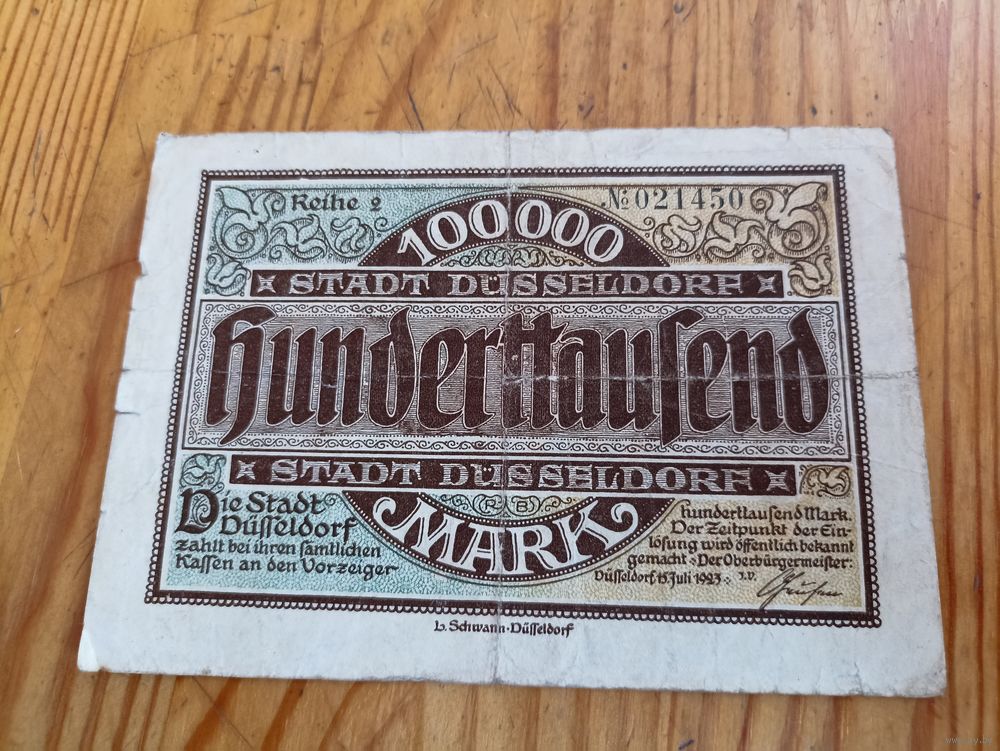 Reihe 2
№ 021450
100000
STADT DÜSSELDORF
Hunderttauſend
STADT DÜSSELDORF
MARK
R B
Die Stadt
Düſſeldorf
zahlt bei ihren ſämtlichen
Kaſſen an den Vorzeiger
hunderttauſend Mark.
Der Zeitpunkt der Ein-
löſung wird öffentlich bekannt
gemacht · Der Oberbürgermeiſter:
Düſſeldorf, 15. Juli 1923 · J.V.
L. Schwann · Düſſeldorf